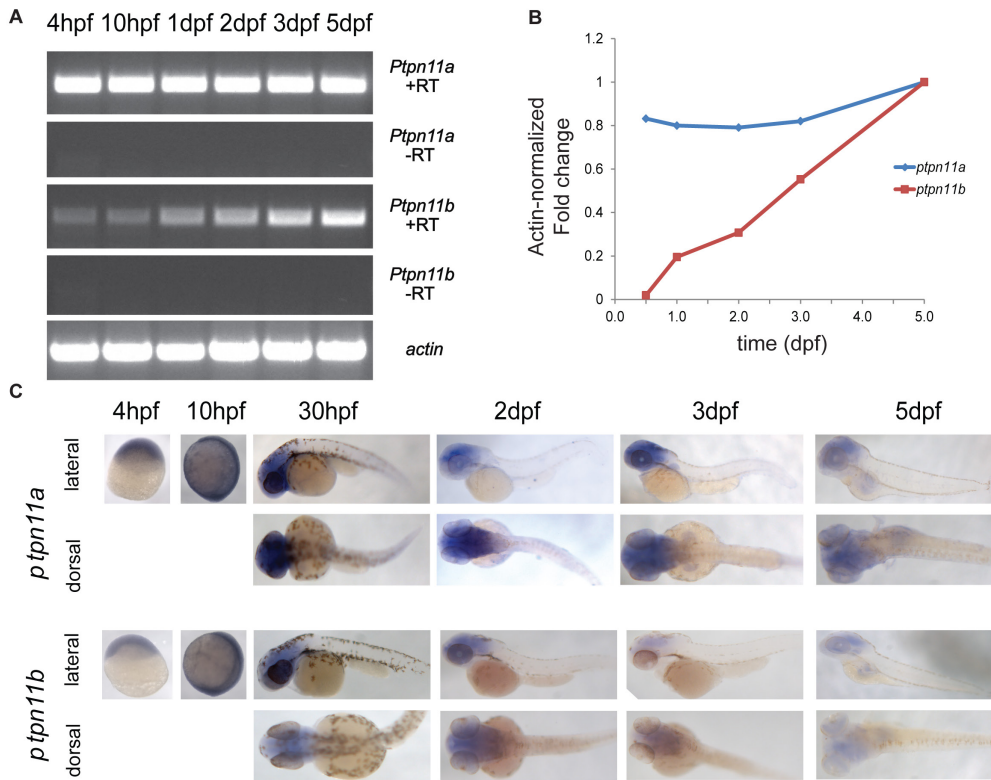 A
4hpf 10hpf 1dpf 2dpf 3dpf 5dpf
Ptpn11a
+RT
Ptpn11a
-RT
Ptpn11b
+RT
Ptpn11b
-RT
actin
B
Actin-normalized
Fold change
1.2
1
0.8
0.6
0.4
0.2
0
0.0 1.0 2.0 3.0 4.0 5.0
time (dpf)
ptpn11a
ptpn11b
C
4hpf 10hpf 30hpf 2dpf 3dpf 5dpf
ptpn11a
lateral
dorsal
ptpn11b
lateral
dorsal